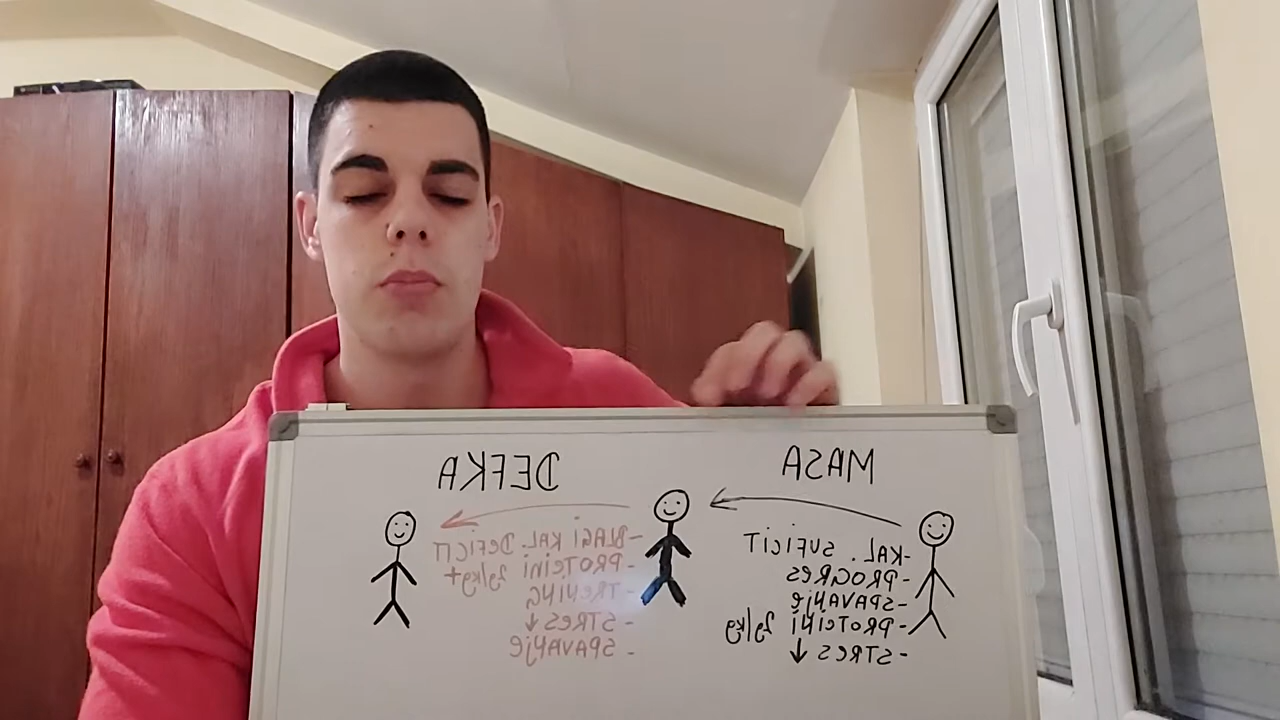 MASA
-KAL. SUFICIT
-PROGRES
-SPAVANjE
-PROTEINI 2g/kg
-STRES ↓
DEFKA
-BLAGI KAL. DEFICIT
-PROTEINI 2g/kg+
-TRENING
-STRES ↓
- SPAVANjE